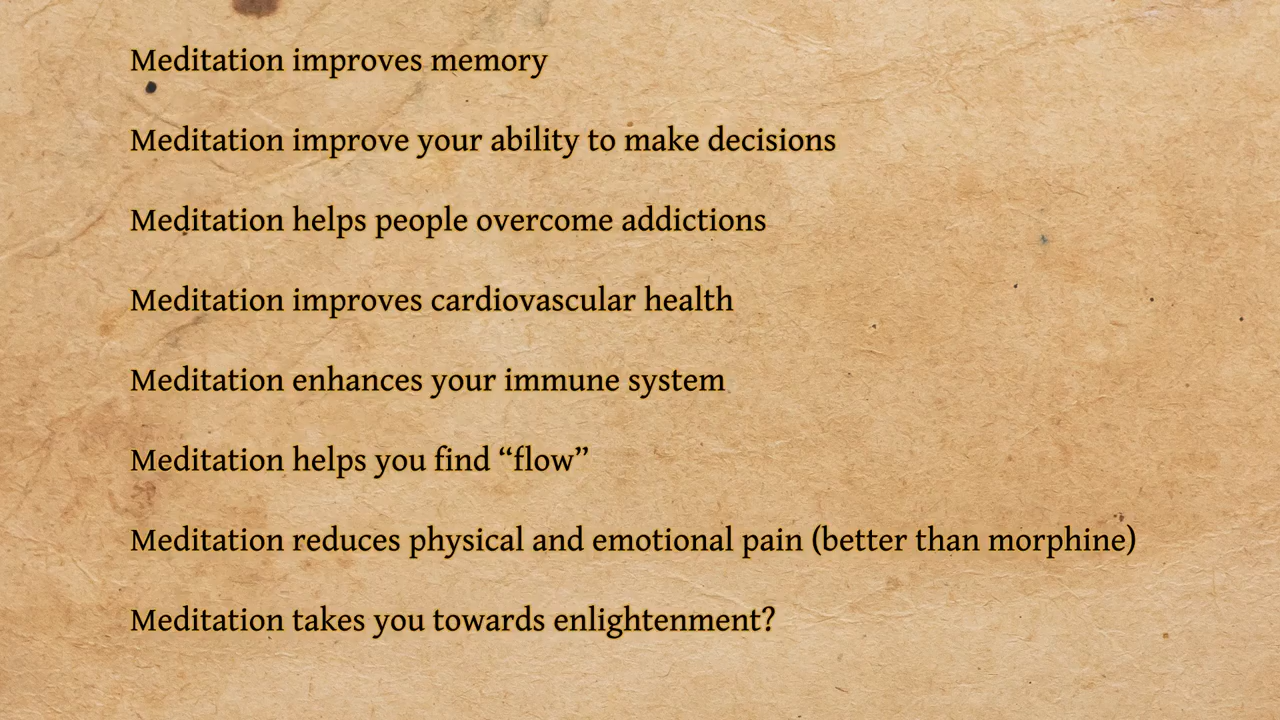 Meditation improves memory
Meditation improve your ability to make decisions
Meditation helps people overcome addictions
Meditation improves cardiovascular health
Meditation enhances your immune system
Meditation helps you find “flow”
Meditation reduces physical and emotional pain (better than morphine)
Meditation takes you towards enlightenment?